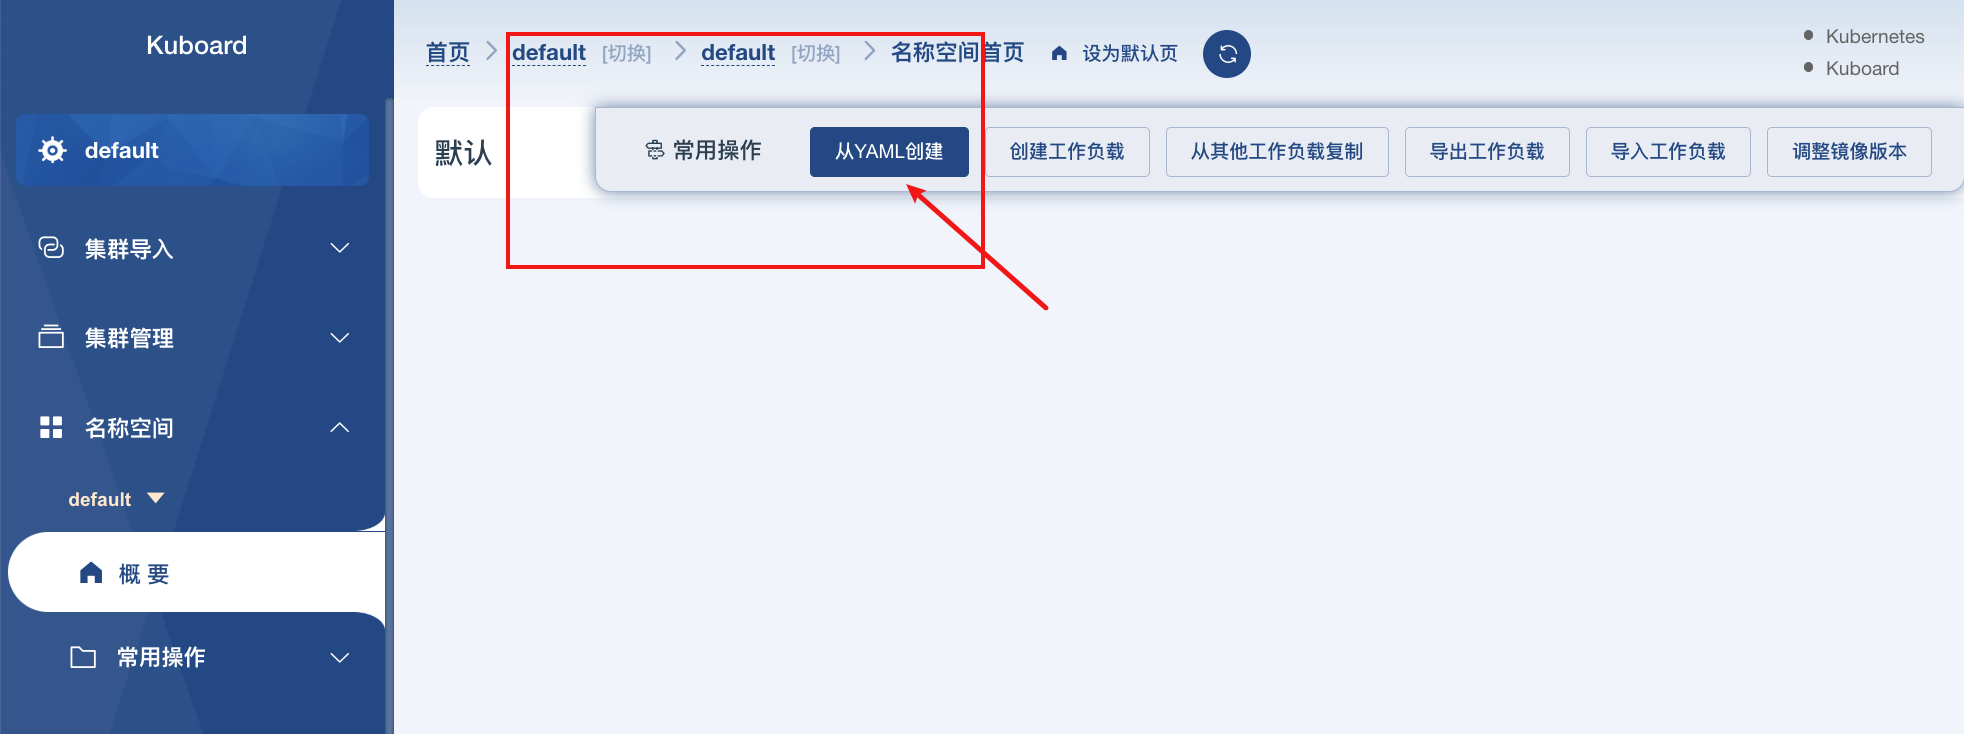 Kuboard
default
集群导入
集群管理
名称空间
default
概 要
常用操作
首页 default [切换] default [切换] 名称空间首页 设为默认页
Kubernetes
Kuboard
默认
常用操作 从YAML创建 创建工作负载 从其他工作负载复制 导出工作负载 导入工作负载 调整镜像版本